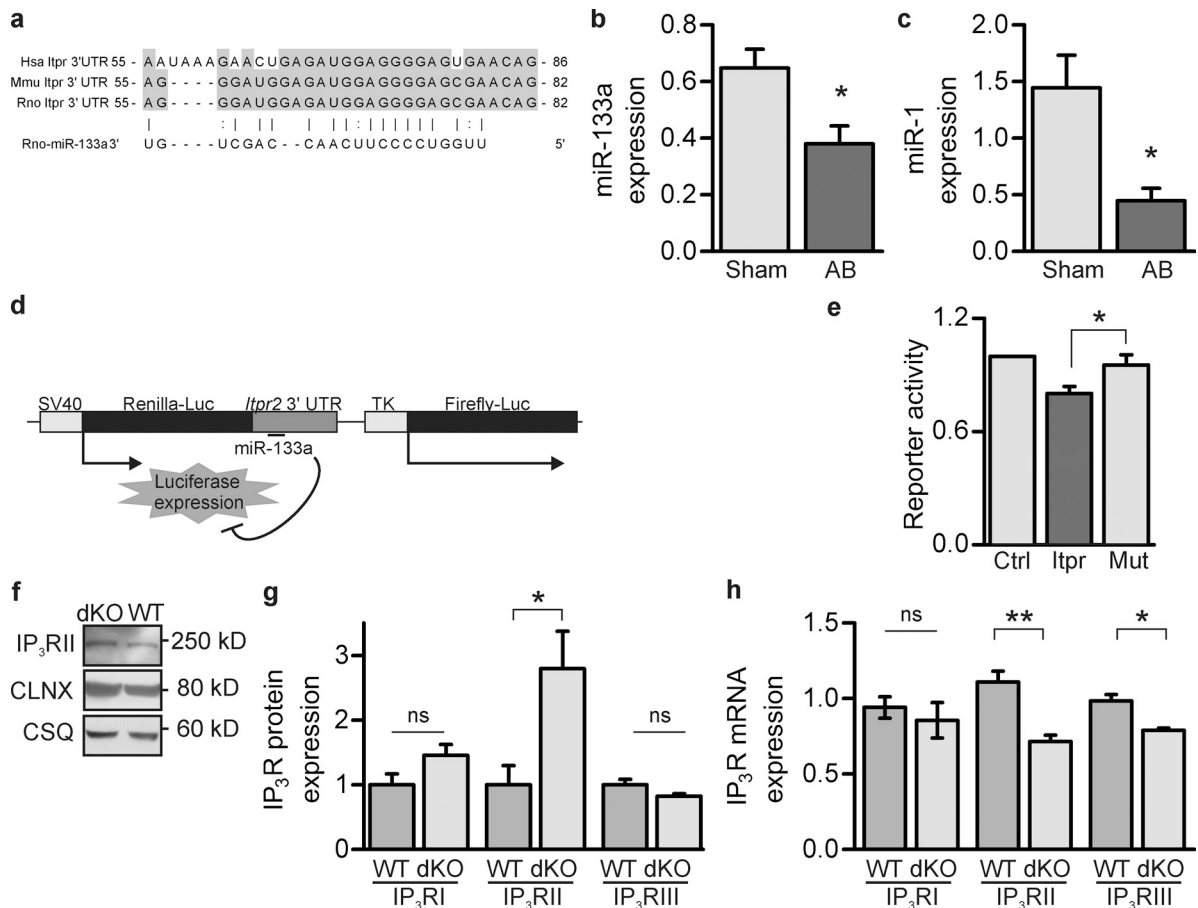 a
Hsa Itpr 3'UTR 55 - AAUAAAGAACUGAGAUGGAGGGGAGUGAACAG - 86
Mmu Itpr 3' UTR 55 - AG----GGAUGGAGAUGGAGGGGAGCGAACAG - 82
Rno Itpr 3' UTR 55 - AG----GGAUGGAGAUGGAGGGGAGCGAACAG - 82
Rno-miR-133a3' UG----UCGAC--CAACUUCCCCUGGUU 5'
b
miR-133a
expression
0.8
0.6
0.4
0.2
0.0
*
Sham AB
c
miR-1
expression
2.0
1.5
1.0
0.5
0.0
*
Sham AB
d
SV40 Renilla-Luc Itpr2 3' UTR TK Firefly-Luc
miR-133a
Luciferase
expression
e
Reporter activity
1.2
0.6
0.0
*
Ctrl Itpr Mut
f
dKO WT
IP3RII 250 kD
CLNX 80 kD
CSQ 60 kD
g
IP3R protein
expression
3
2
1
0
ns * ns
WT dKO WT dKO WT dKO
IP3RI IP3RII IP3RIII
h
IP3R mRNA
expression
1.5
1.0
0.5
0.0
ns ** *
WT dKO WT dKO WT dKO
IP3RI IP3RII IP3RIII